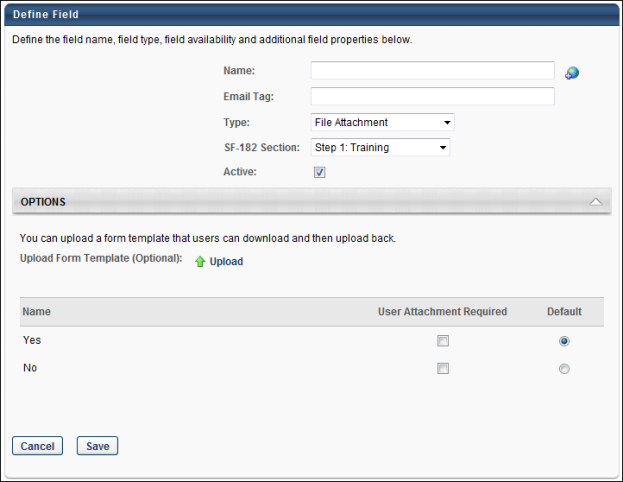 Define Field
Define the field name, field type, field availability and additional field properties below.
Name:
Email Tag:
Type: File Attachment
SF-182 Section: Step 1: Training
Active:
OPTIONS
You can upload a form template that users can download and then upload back.
Upload Form Template (Optional): Upload
Name User Attachment Required Default
Yes
No
Cancel Save